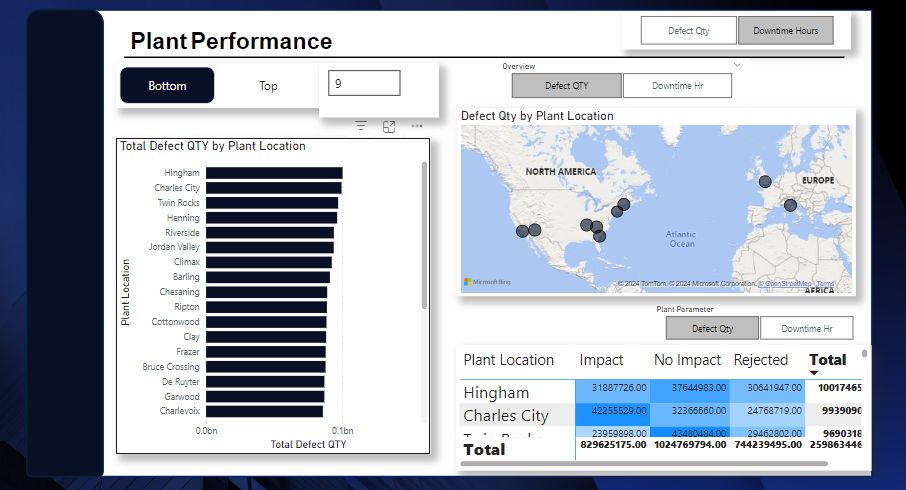 Plant Performance
Defect Qty
Downtime Hours
Bottom
Top
9
Overview
Defect QTY
Downtime Hr
Total Defect QTY by Plant Location
Plant Location
Hingham
Charles City
Twin Rocks
Henning
Riverside
Jordan Valley
Climax
Barling
Chesaning
Ripton
Cottonwood
Clay
Frazer
Bruce Crossing
De Ruyter
Garwood
Charlevoix
0.0bn 0.1bn
Total Defect QTY
Defect Qty by Plant Location
NORTH AMERICA
EUROPE
Atlantic
Ocean
AFRICA
Microsoft Bing
© 2024 TomTom, © 2024 Microsoft Corporation, © OpenStreetMap Terms
Plant Parameter
Defect Qty
Downtime Hr
Plant Location Impact No Impact Rejected Total
Hingham 31887726.00 37644983.00 30641947.00 10017465
Charles City 42255529.00 32366660.00 24768719.00 9939090
Twin Rocks 23959898.00 43480484.00 29462802.00 9690318
Total 829625175.00 1024769794.00 744239495.00 259863446